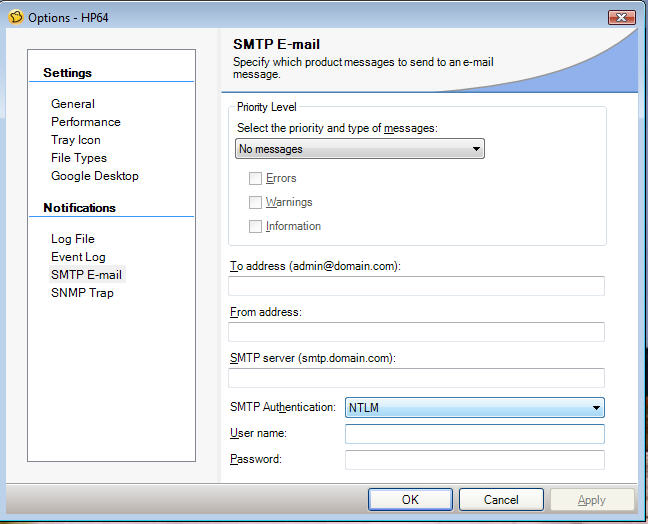 Options - HP64
Settings
General
Performance
Tray Icon
File Types
Google Desktop
Notifications
Log File
Event Log
SMTP E-mail
SNMP Trap
SMTP E-mail
Specify which product messages to send to an e-mail
message.
Priority Level
Select the priority and type of messages:
No messages
Errors
Warnings
Information
To address (admin@domain.com):
From address:
SMTP server (smtp.domain.com):
SMTP Authentication: NTLM
User name:
Password:
OK Cancel Apply